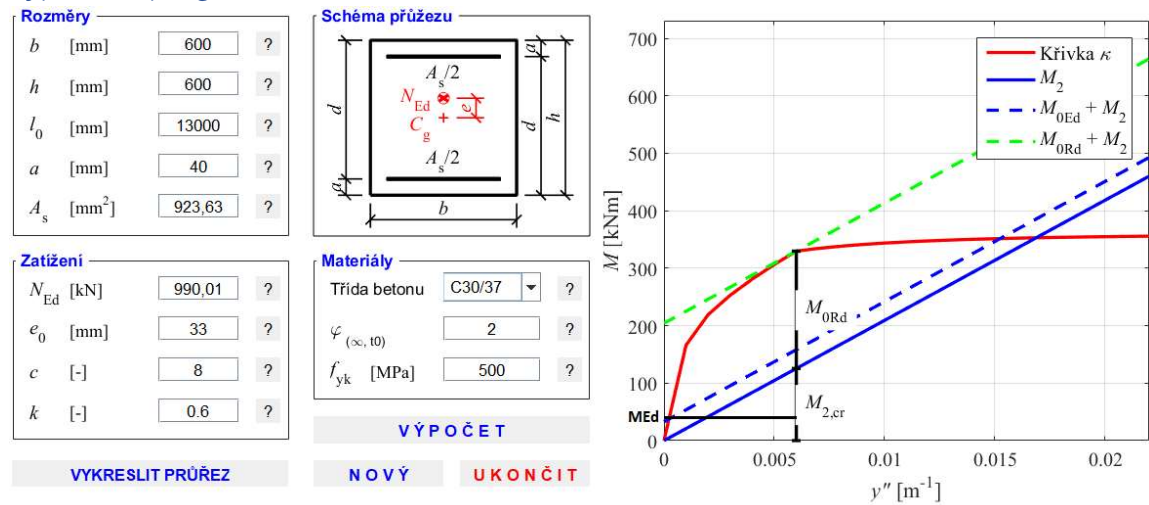 Rozměry
b [mm] 600 ?
h [mm] 600 ?
l0 [mm] 13000 ?
a [mm] 40 ?
As [mm2] 923,63 ?
Schéma průřezu
As/2
NEd
e
Cg
As/2
d
a
a
d
h
b
Zatížení
NEd [kN] 990,01 ?
e0 [mm] 33 ?
c [-] 8 ?
k [-] 0.6 ?
Materiály
Třída betonu C30/37 ?
φ(∞, t0) 2 ?
fyk [MPa] 500 ?
VÝPOČET
VYKRESLIT PRŮŘEZ
NOVÝ
UKONČIT
Křivka κ
M2
M0Ed + M2
M0Rd + M2
M [kNm]
700
600
500
400
300
200
100
0
MEd
M0Rd
M2,cr
0 0.005 0.01 0.015 0.02
y″ [m-1]